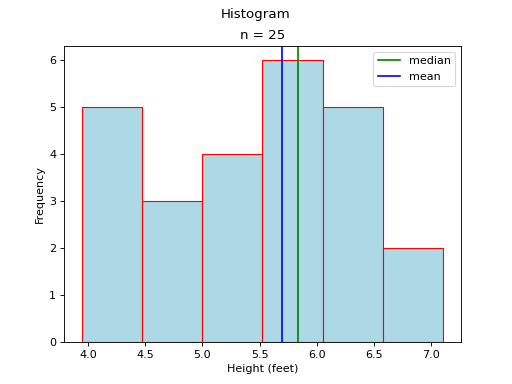 Histogram
n = 25
median
mean
6
5
4
3
2
1
0
Frequency
4.0 4.5 5.0 5.5 6.0 6.5 7.0
Height (feet)